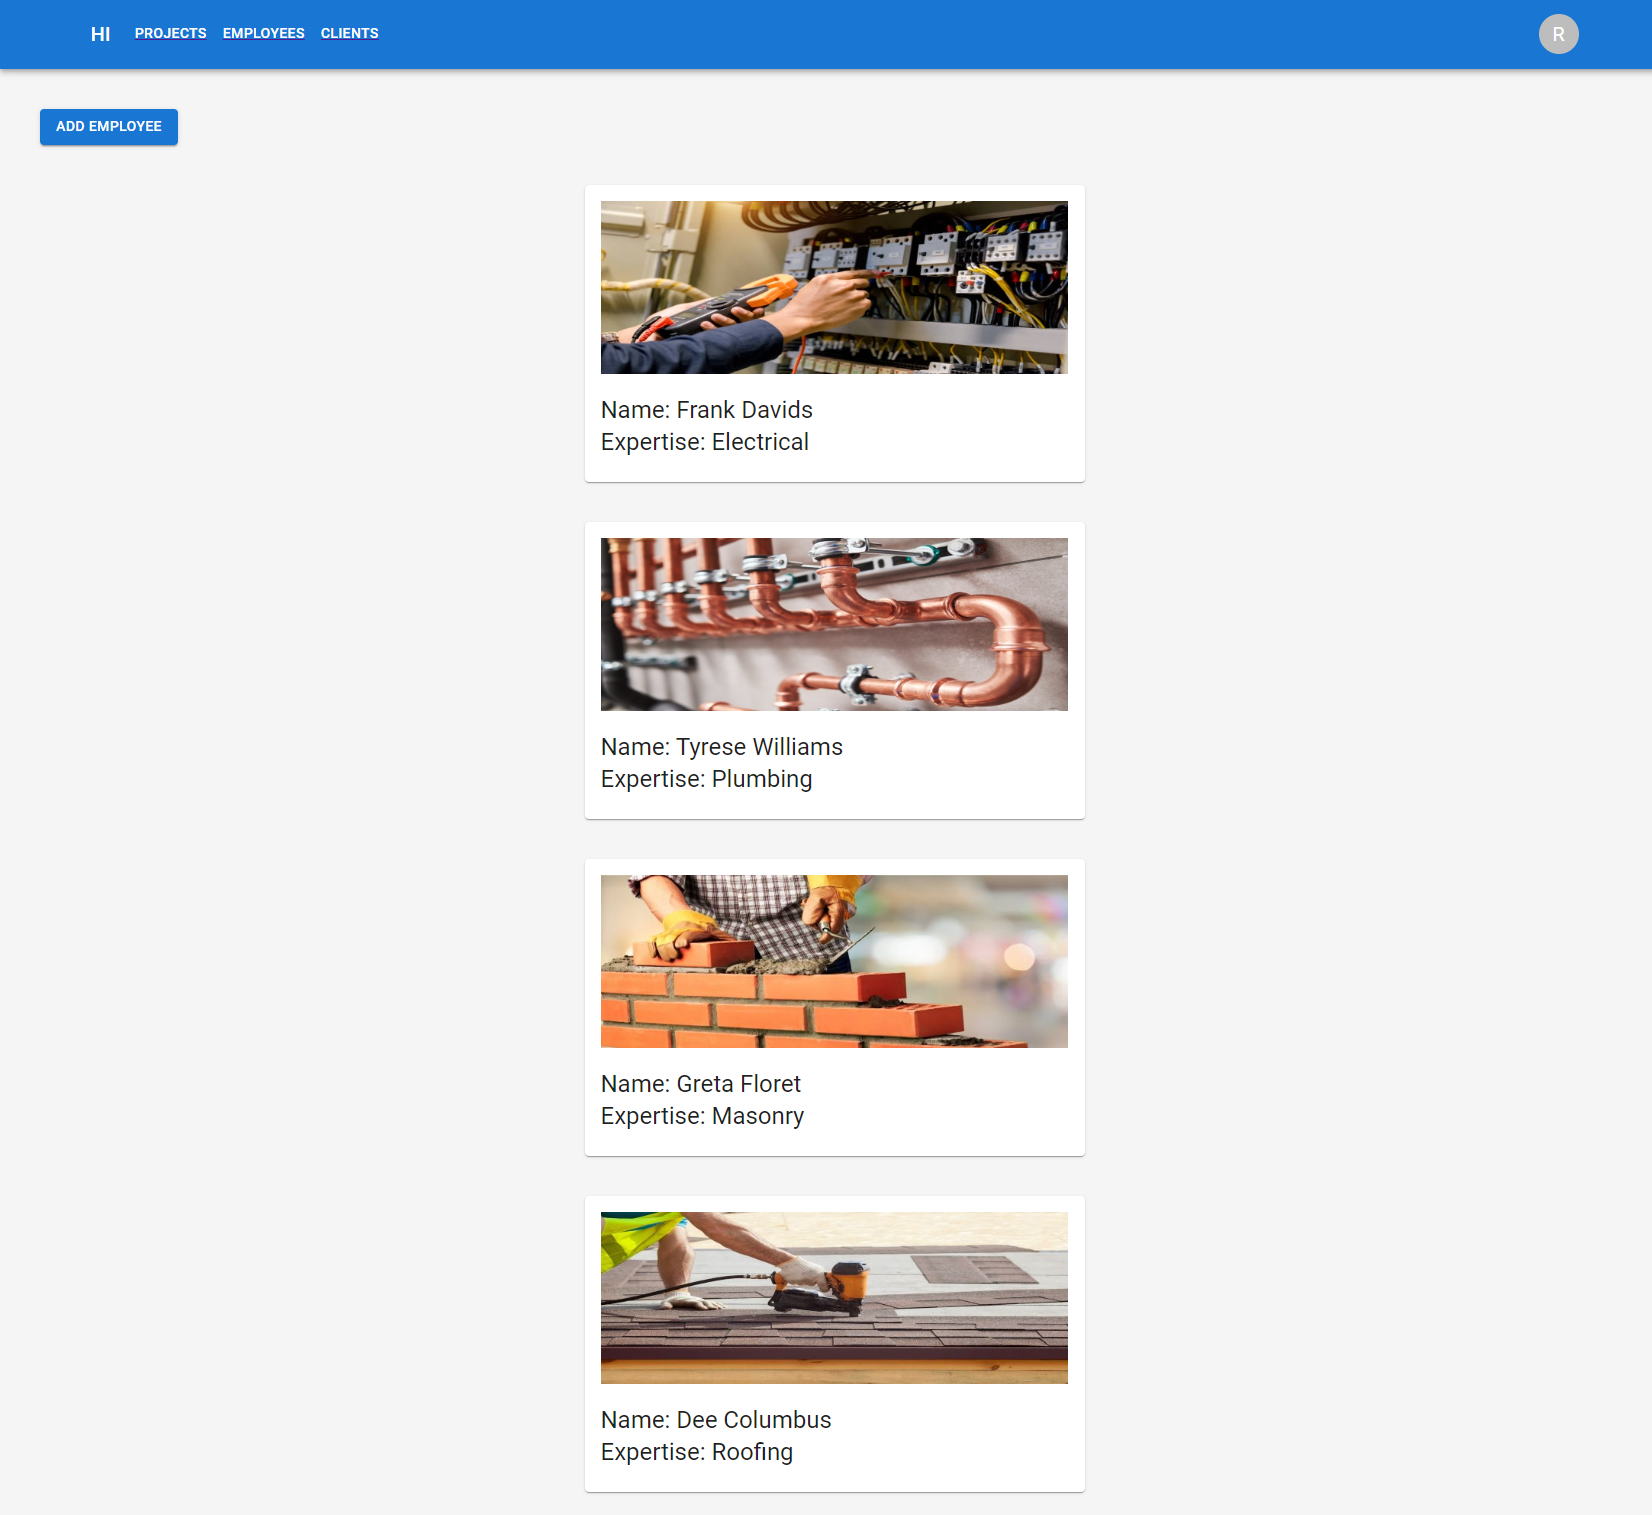 HI
PROJECTS
EMPLOYEES
CLIENTS
R
ADD EMPLOYEE
Name: Frank Davids
Expertise: Electrical
Name: Tyrese Williams
Expertise: Plumbing
Name: Greta Floret
Expertise: Masonry
Name: Dee Columbus
Expertise: Roofing